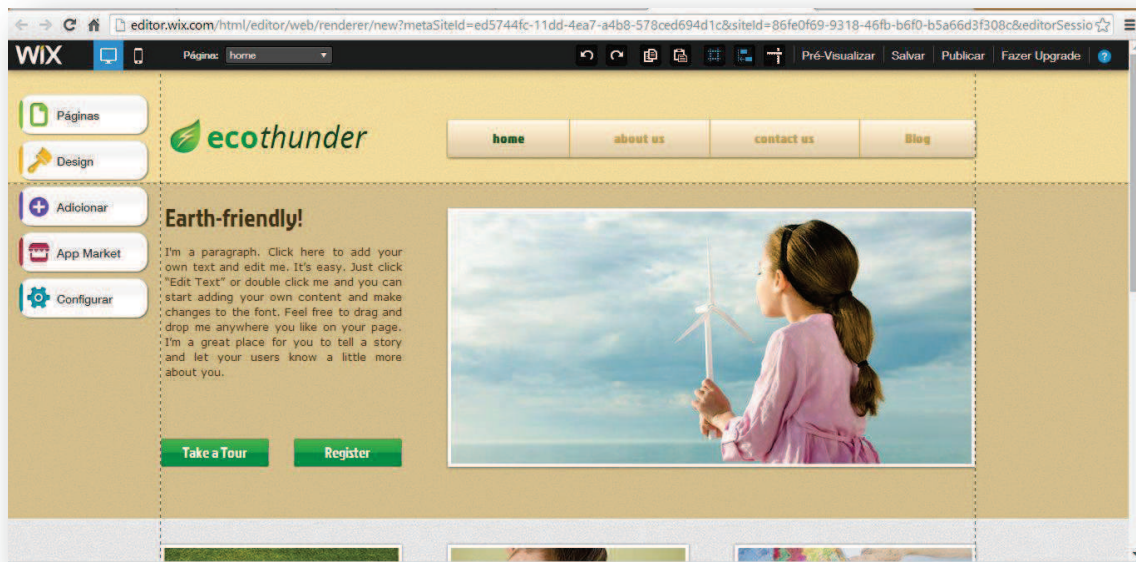 editor.wix.com/html/editor/web/renderer/new?metaSiteId=ed5744fc-11dd-4ea7-a4b8-578ced694d1c&siteId=86fe0f69-9318-46fb-b6f0-b5a66d3f308c&editorSessio
WiX Página: home Pré-Visualizar Salvar Publicar Fazer Upgrade ?
Páginas
Design
Adicionar
App Market
Configurar
ecothunder
home about us contact us Blog
Earth-friendly!
I'm a paragraph. Click here to add your
own text and edit me. It's easy. Just click
"Edit Text" or double click me and you can
start adding your own content and make
changes to the font. Feel free to drag and
drop me anywhere you like on your page.
I'm a great place for you to tell a story
and let your users know a little more
about you.
Take a Tour Register